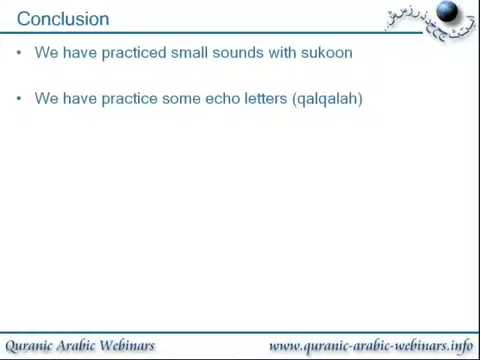 Conclusion
• We have practiced small sounds with sukoon
• We have practice some echo letters (qalqalah)
Quranic Arabic Webinars
www.quranic-arabic-webinars.info